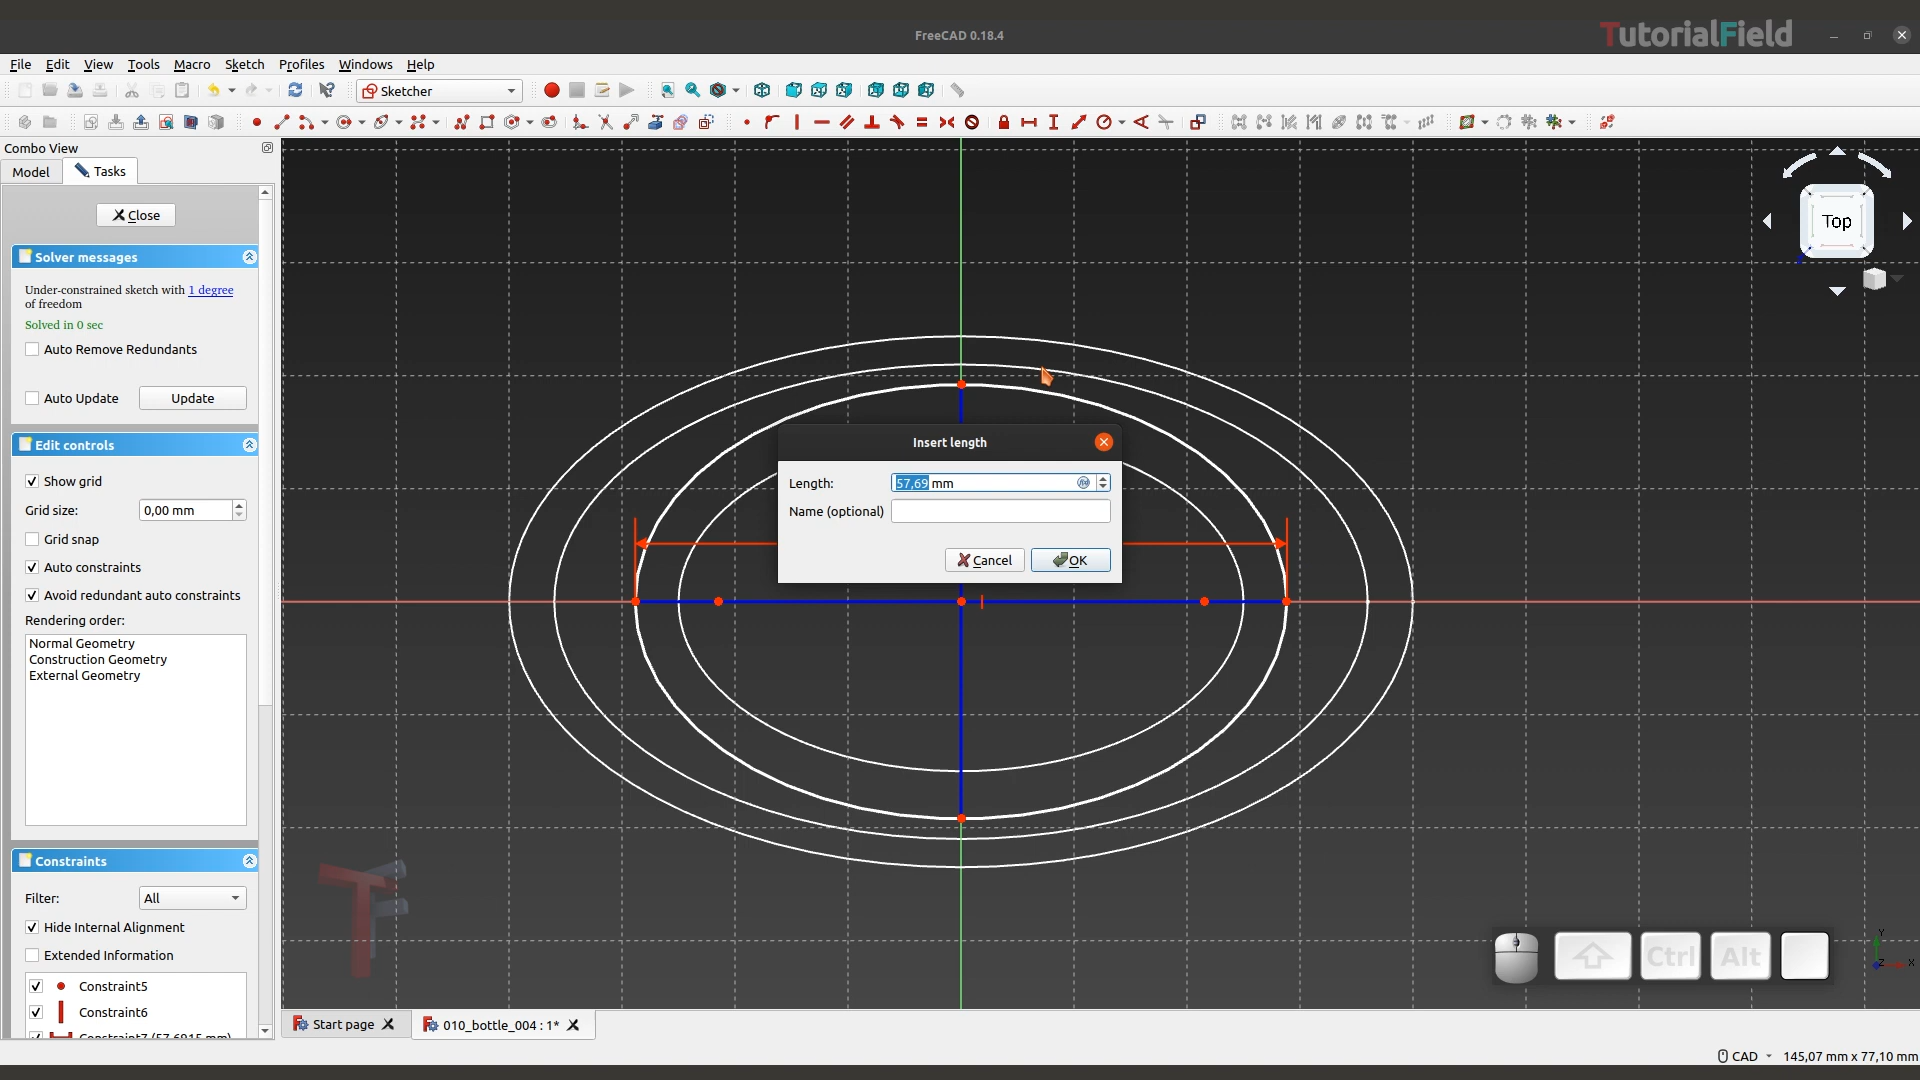 TutorialField
FreeCAD 0.18.4
File Edit View Tools Macro Sketch Profiles Windows Help
Sketcher
Combo View
Model Tasks
Close
Solver messages
Under-constrained sketch with 1 degree
of freedom
Solved in 0 sec
Auto Remove Redundants
Auto Update Update
Edit controls
Show grid
Grid size: 0,00 mm
Grid snap
Auto constraints
Avoid redundant auto constraints
Rendering order:
Normal Geometry
Construction Geometry
External Geometry
Constraints
Filter: All
Hide Internal Alignment
Extended Information
Constraint5
Constraint6
Constraint7 (57,6915 mm)
Top
Insert length
Length: 57,69 mm
Name (optional)
Cancel OK
TF
Ctrl Alt
Y
Z X
Start page 010_bottle_004 : 1*
CAD 145,07 mm x 77,10 mm